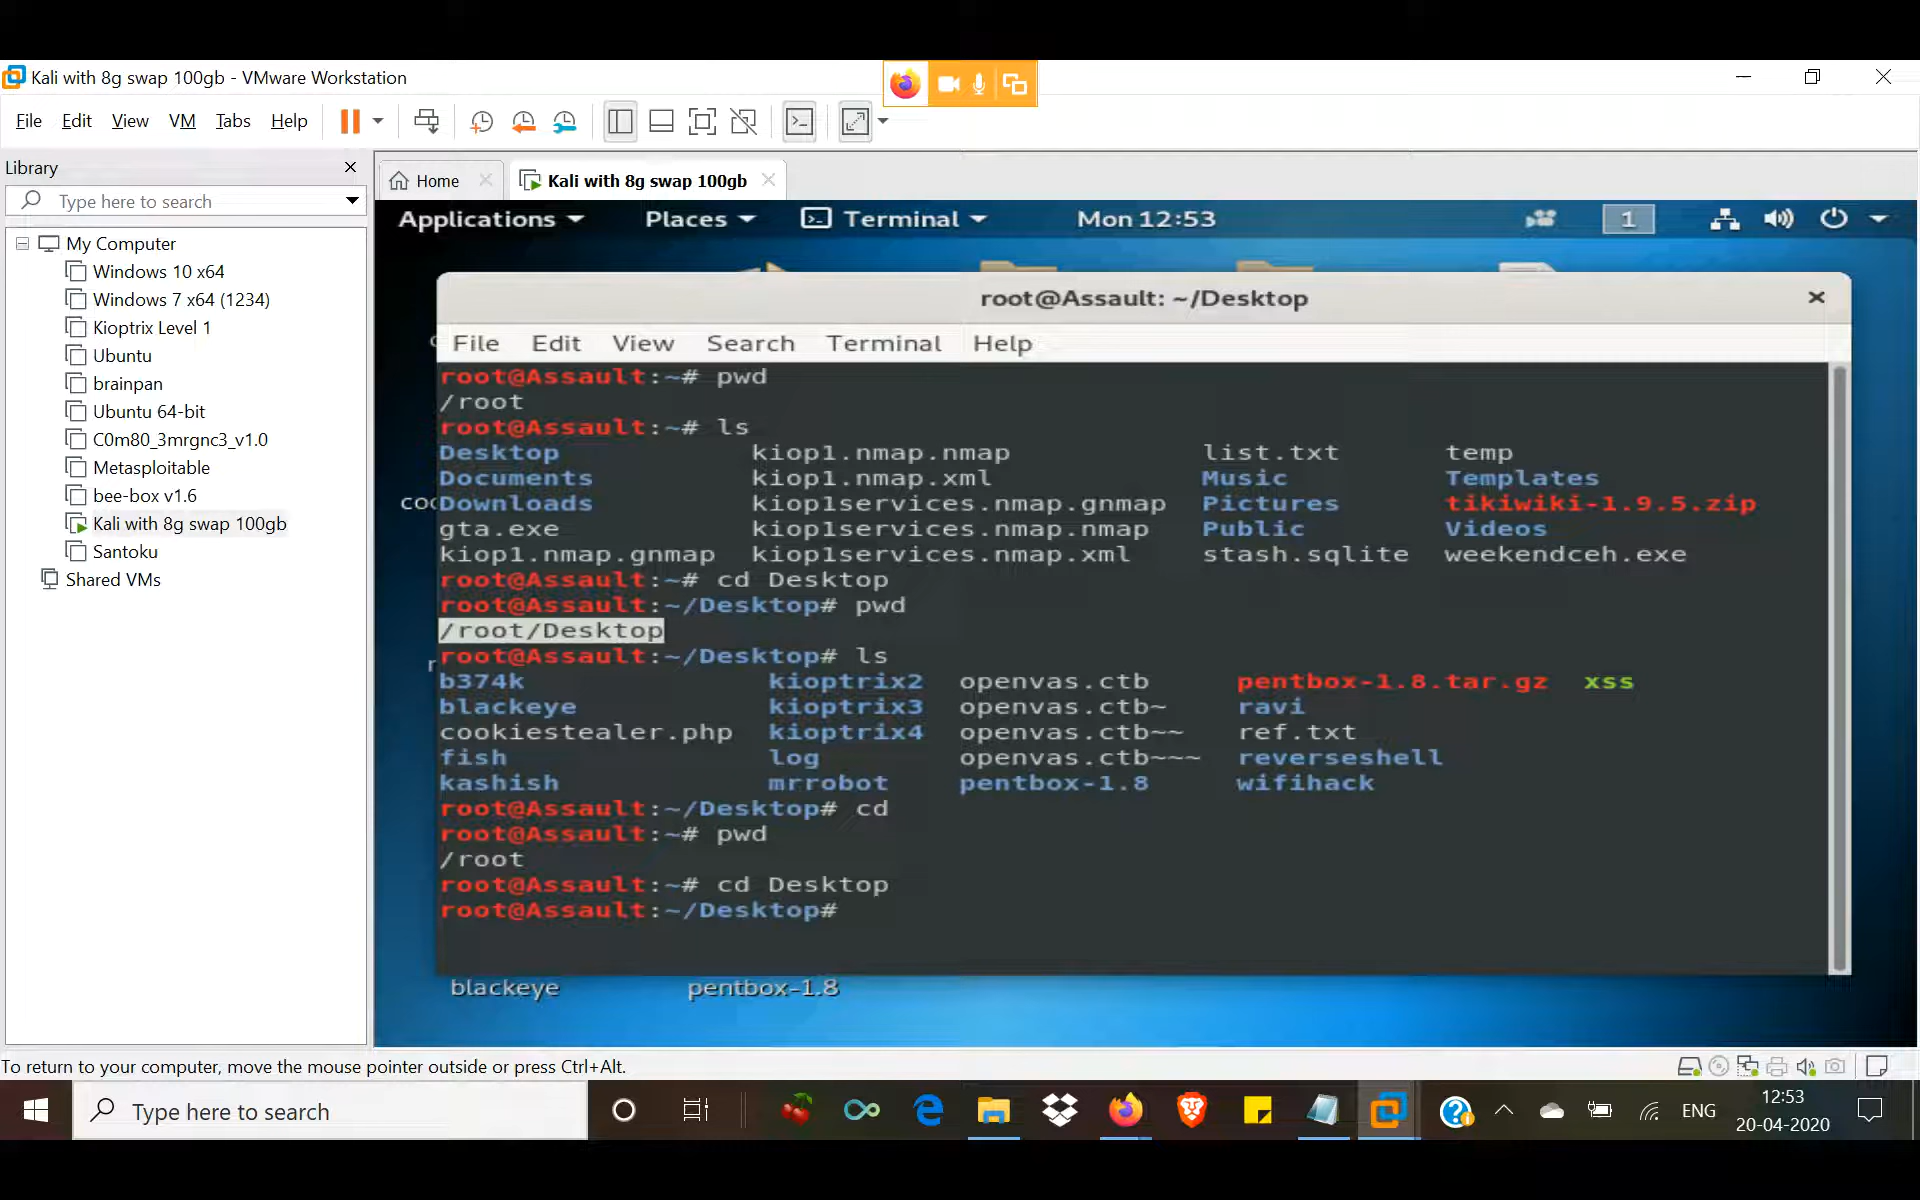 Kali with 8g swap 100gb - VMware Workstation
File Edit View VM Tabs Help
Library
Type here to search
My Computer
Windows 10 x64
Windows 7 x64 (1234)
Kioptrix Level 1
Ubuntu
brainpan
Ubuntu 64-bit
C0m80_3mrgnc3_v1.0
Metasploitable
bee-box v1.6
Kali with 8g swap 100gb
Santoku
Shared VMs
Home Kali with 8g swap 100gb
Applications Places Terminal Mon 12:53 1
root@Assault: ~/Desktop
File Edit View Search Terminal Help
root@Assault:~# pwd
/root
root@Assault:~# ls
Desktop kiop1.nmap.nmap list.txt temp
Documents kiop1.nmap.xml Music Templates
Downloads kiop1services.nmap.gnmap Pictures tikiwiki-1.9.5.zip
gta.exe kiop1services.nmap.nmap Public Videos
kiop1.nmap.gnmap kiop1services.nmap.xml stash.sqlite weekendceh.exe
root@Assault:~# cd Desktop
root@Assault:~/Desktop# pwd
/root/Desktop
root@Assault:~/Desktop# ls
b374k kioptrix2 openvas.ctb pentbox-1.8.tar.gz xss
blackeye kioptrix3 openvas.ctb~ ravi
cookiestealer.php kioptrix4 openvas.ctb~~ ref.txt
fish log openvas.ctb~~~ reverseshell
kashish mrrobot pentbox-1.8 wifihack
root@Assault:~/Desktop# cd
root@Assault:~# pwd
/root
root@Assault:~# cd Desktop
root@Assault:~/Desktop#
blackeye pentbox-1.8
To return to your computer, move the mouse pointer outside or press Ctrl+Alt.
Type here to search
ENG
12:53
20-04-2020